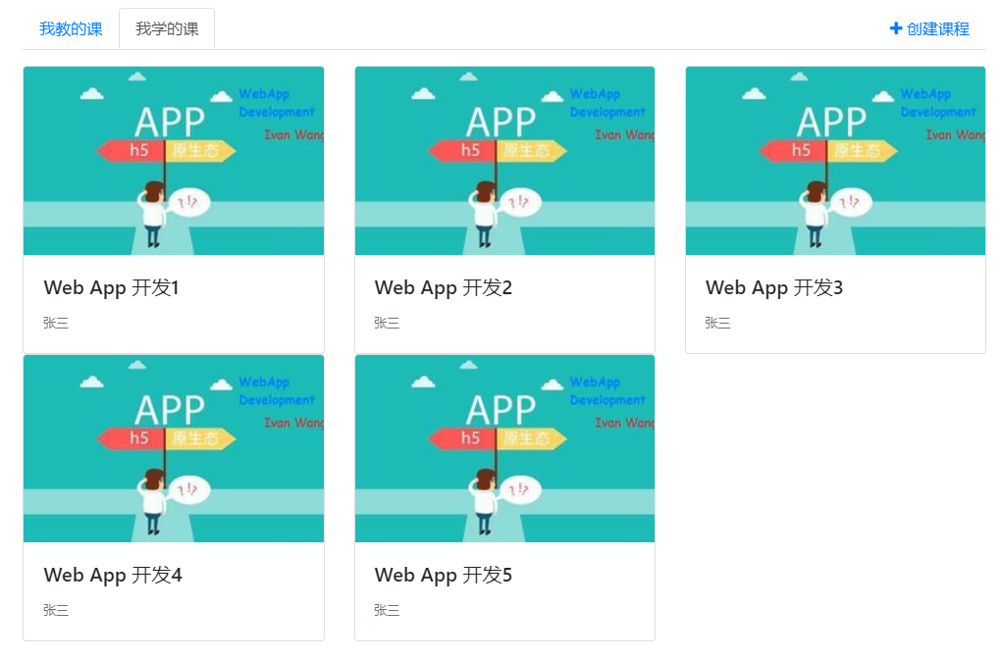 我教的课
我学的课
创建课程
WebApp
Development
APP
Ivan Wang
h5 原生态
?!?
WebApp
Development
APP
Ivan Wang
h5 原生态
?!?
WebApp
Development
APP
Ivan Wang
h5 原生态
?!?
Web App 开发1
张三
Web App 开发2
张三
Web App 开发3
张三
WebApp
Development
APP
Ivan Wang
h5 原生态
?!?
WebApp
Development
APP
Ivan Wang
h5 原生态
?!?
Web App 开发4
张三
Web App 开发5
张三